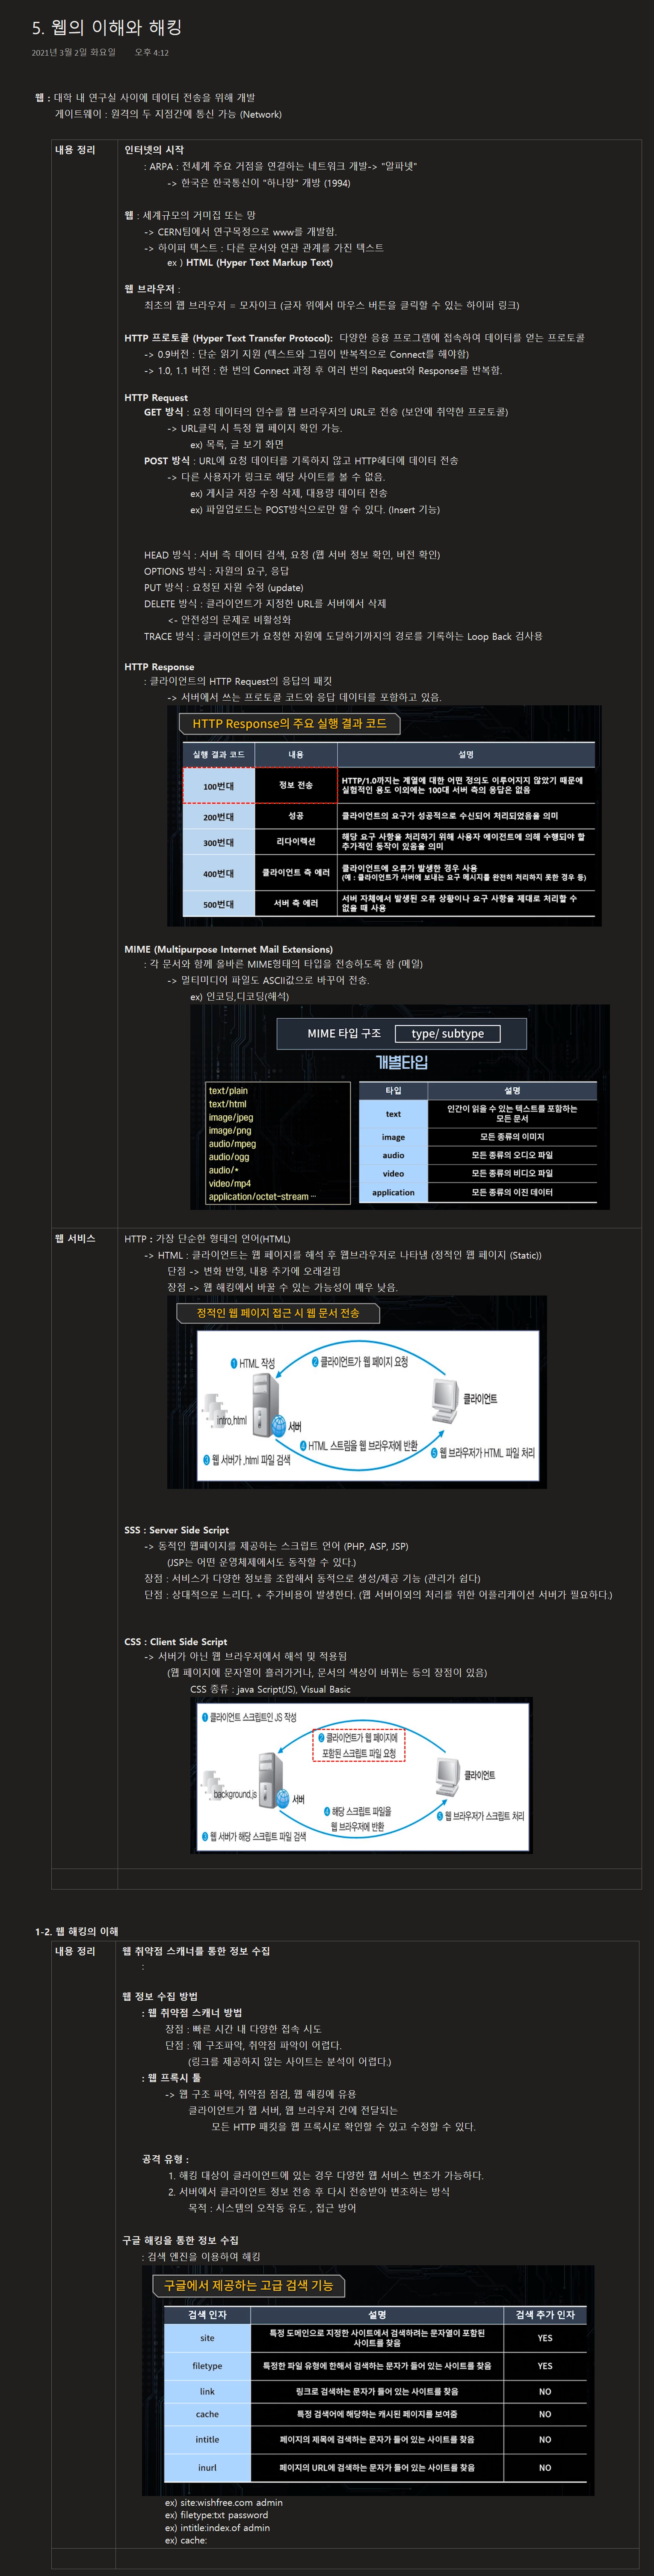 5. 웹의 이해와 해킹
2021년 3월 2일 화요일 오후 4:12
웹 : 대학 내 연구실 사이에 데이터 전송을 위해 개발
게이트웨이 : 원격의 두 지점간에 통신 가능 (Network)
내용 정리
인터넷의 시작
: ARPA : 전세계 주요 거점을 연결하는 네트워크 개발-> "알파넷"
-> 한국은 한국통신이 "하나망" 개방 (1994)
웹 : 세계규모의 거미집 또는 망
-> CERN팀에서 연구목정으로 www를 개발함.
-> 하이퍼 텍스트 : 다른 문서와 연관 관계를 가진 텍스트
ex ) HTML (Hyper Text Markup Text)
웹 브라우저 :
최초의 웹 브라우저 = 모자이크 (글자 위에서 마우스 버튼을 클릭할 수 있는 하이퍼 링크)
HTTP 프로토콜 (Hyper Text Transfer Protocol): 다양한 응용 프로그램에 접속하여 데이터를 얻는 프로토콜
-> 0.9버전 : 단순 읽기 지원 (텍스트와 그림이 반복적으로 Connect를 해야함)
-> 1.0, 1.1 버전 : 한 번의 Connect 과정 후 여러 번의 Request와 Response를 반복함.
HTTP Request
GET 방식 : 요청 데이터의 인수를 웹 브라우저의 URL로 전송 (보안에 취약한 프로토콜)
-> URL클릭 시 특정 웹 페이지 확인 가능.
ex) 목록, 글 보기 화면
POST 방식 : URL에 요청 데이터를 기록하지 않고 HTTP헤더에 데이터 전송
-> 다른 사용자가 링크로 해당 사이트를 볼 수 없음.
ex) 게시글 저장 수정 삭제, 대용량 데이터 전송
ex) 파일업로드는 POST방식으로만 할 수 있다. (Insert 기능)
HEAD 방식 : 서버 측 데이터 검색, 요청 (웹 서버 정보 확인, 버전 확인)
OPTIONS 방식 : 자원의 요구, 응답
PUT 방식 : 요청된 자원 수정 (update)
DELETE 방식 : 클라이언트가 지정한 URL를 서버에서 삭제
<- 안전성의 문제로 비활성화
TRACE 방식 : 클라이언트가 요청한 자원에 도달하기까지의 경로를 기록하는 Loop Back 검사용
HTTP Response
: 클라이언트의 HTTP Request의 응답의 패킷
-> 서버에서 쓰는 프로토콜 코드와 응답 데이터를 포함하고 있음.
HTTP Response의 주요 실행 결과 코드
실행 결과 코드 내용 설명
100번대 정보 전송 HTTP/1.0까지는 계열에 대한 어떤 정의도 이루어지지 않았기 때문에
실험적인 용도 이외에는 100대 서버 측의 응답은 없음
200번대 성공 클라이언트의 요구가 성공적으로 수신되어 처리되었음을 의미
300번대 리다이렉션 해당 요구 사항을 처리하기 위해 사용자 에이전트에 의해 수행되야 할
추가적인 동작이 있음을 의미
400번대 클라이언트 측 에러 클라이언트에 오류가 발생한 경우 사용
(예 : 클라이언트가 서버에 보내는 요구 메시지를 완전히 처리하지 못한 경우 등)
500번대 서버 측 에러 서버 자체에서 발생된 오류 상황이나 요구 사항을 제대로 처리할 수
없을 때 사용
MIME (Multipurpose Internet Mail Extensions)
: 각 문서와 함께 올바른 MIME형태의 타입을 전송하도록 함 (메일)
-> 멀티미디어 파일도 ASCII값으로 바꾸어 전송.
ex) 인코딩,디코딩(해석)
MIME 타입 구조 type/ subtype
개별타입
text/plain
text/html
image/jpeg
image/png
audio/mpeg
audio/ogg
audio/*
video/mp4
application/octet-stream …
타입 설명
text 인간이 읽을 수 있는 텍스트를 포함하는
모든 문서
image 모든 종류의 이미지
audio 모든 종류의 오디오 파일
video 모든 종류의 비디오 파일
application 모든 종류의 이진 데이터
웹 서비스
HTTP : 가장 단순한 형태의 언어(HTML)
-> HTML : 클라이언트는 웹 페이지를 해석 후 웹브라우저로 나타냄 (정적인 웹 페이지 (Static))
단점 -> 변화 반영, 내용 추가에 오래걸림
장점 -> 웹 해킹에서 바꿀 수 있는 가능성이 매우 낮음.
정적인 웹 페이지 접근 시 웹 문서 전송
❶ HTML 작성
❷ 클라이언트가 웹 페이지 요청
클라이언트
intro.html
서버
❹ HTML 스트림을 웹 브라우저에 반환
❸ 웹 서버가 .html 파일 검색
❺ 웹 브라우저가 HTML 파일 처리
SSS : Server Side Script
-> 동적인 웹페이지를 제공하는 스크립트 언어 (PHP, ASP, JSP)
(JSP는 어떤 운영체제에서도 동작할 수 있다.)
장점 : 서비스가 다양한 정보를 조합해서 동적으로 생성/제공 기능 (관리가 쉽다)
단점 : 상대적으로 느리다. + 추가비용이 발생한다. (웹 서버이외의 처리를 위한 어플리케이션 서버가 필요하다.)
CSS : Client Side Script
-> 서버가 아닌 웹 브라우저에서 해석 및 적용됨
(웹 페이지에 문자열이 흘러가거나, 문서의 색상이 바뀌는 등의 장점이 있음)
CSS 종류 : java Script(JS), Visual Basic
❶ 클라이언트 스크립트인 JS 작성
❷ 클라이언트가 웹 페이지에
포함된 스크립트 파일 요청
클라이언트
background.js
서버
❹ 해당 스크립트 파일을
웹 브라우저에 반환
❺ 웹 브라우저가 스크립트 처리
❸ 웹 서버가 해당 스크립트 파일 검색
1-2. 웹 해킹의 이해
내용 정리
웹 취약점 스캐너를 통한 정보 수집
:
웹 정보 수집 방법
: 웹 취약점 스캐너 방법
장점 : 빠른 시간 내 다양한 접속 시도
단점 : 웨 구조파악, 취약점 파악이 어렵다.
(링크를 제공하지 않는 사이트는 분석이 어렵다.)
: 웹 프록시 툴
-> 웹 구조 파악, 취약점 점검, 웹 해킹에 유용
클라이언트가 웹 서버, 웹 브라우저 간에 전달되는
모든 HTTP 패킷을 웹 프록시로 확인할 수 있고 수정할 수 있다.
공격 유형 :
1. 해킹 대상이 클라이언트에 있는 경우 다양한 웹 서비스 변조가 가능하다.
2. 서버에서 클라이언트 정보 전송 후 다시 전송받아 변조하는 방식
목적 : 시스템의 오작동 유도 , 접근 방어
구글 해킹을 통한 정보 수집
: 검색 엔진을 이용하여 해킹
구글에서 제공하는 고급 검색 기능
검색 인자 설명 검색 추가 인자
site 특정 도메인으로 지정한 사이트에서 검색하려는 문자열이 포함된
사이트를 찾음 YES
filetype 특정한 파일 유형에 한해서 검색하는 문자가 들어 있는 사이트를 찾음 YES
link 링크로 검색하는 문자가 들어 있는 사이트를 찾음 NO
cache 특정 검색어에 해당하는 캐시된 페이지를 보여줌 NO
intitle 페이지의 제목에 검색하는 문자가 들어 있는 사이트를 찾음 NO
inurl 페이지의 URL에 검색하는 문자가 들어 있는 사이트를 찾음 NO
ex) site:wishfree.com admin
ex) filetype:txt password
ex) intitle:index.of admin
ex) cache: